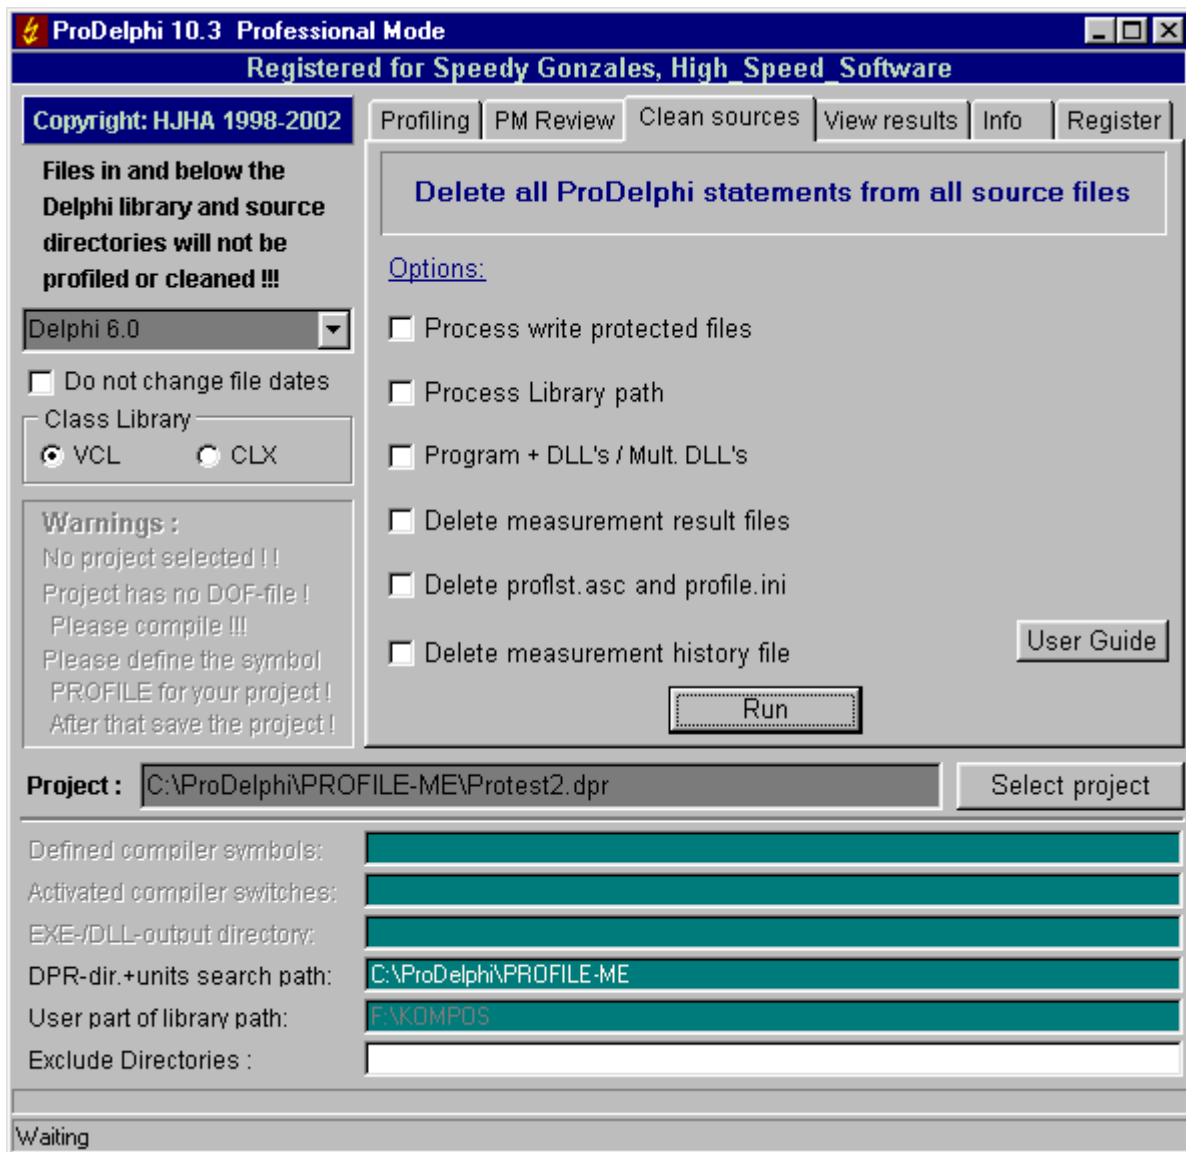 ProDelphi 10.3 Professional Mode
Registered for Speedy Gonzales, High_Speed_Software
Copyright: HJHA 1998-2002
Files in and below the
Delphi library and source
directories will not be
profiled or cleaned !!!
Delphi 6.0
Do not change file dates
Class Library
VCL CLX
Warnings :
No project selected ! !
Project has no DOF-file !
Please compile !!!
Please define the symbol
PROFILE for your project !
After that save the project !
Profiling PM Review Clean sources View results Info Register
Delete all ProDelphi statements from all source files
Options:
Process write protected files
Process Library path
Program + DLL's / Mult. DLL's
Delete measurement result files
Delete proflst.asc and profile.ini
Delete measurement history file
User Guide
Run
Project : C:\ProDelphi\PROFILE-ME\Protest2.dpr Select project
Defined compiler symbols:
Activated compiler switches:
EXE-/DLL-output directory:
DPR-dir.+units search path: C:\ProDelphi\PROFILE-ME
User part of library path: F:\KOMPOS
Exclude Directories :
Waiting